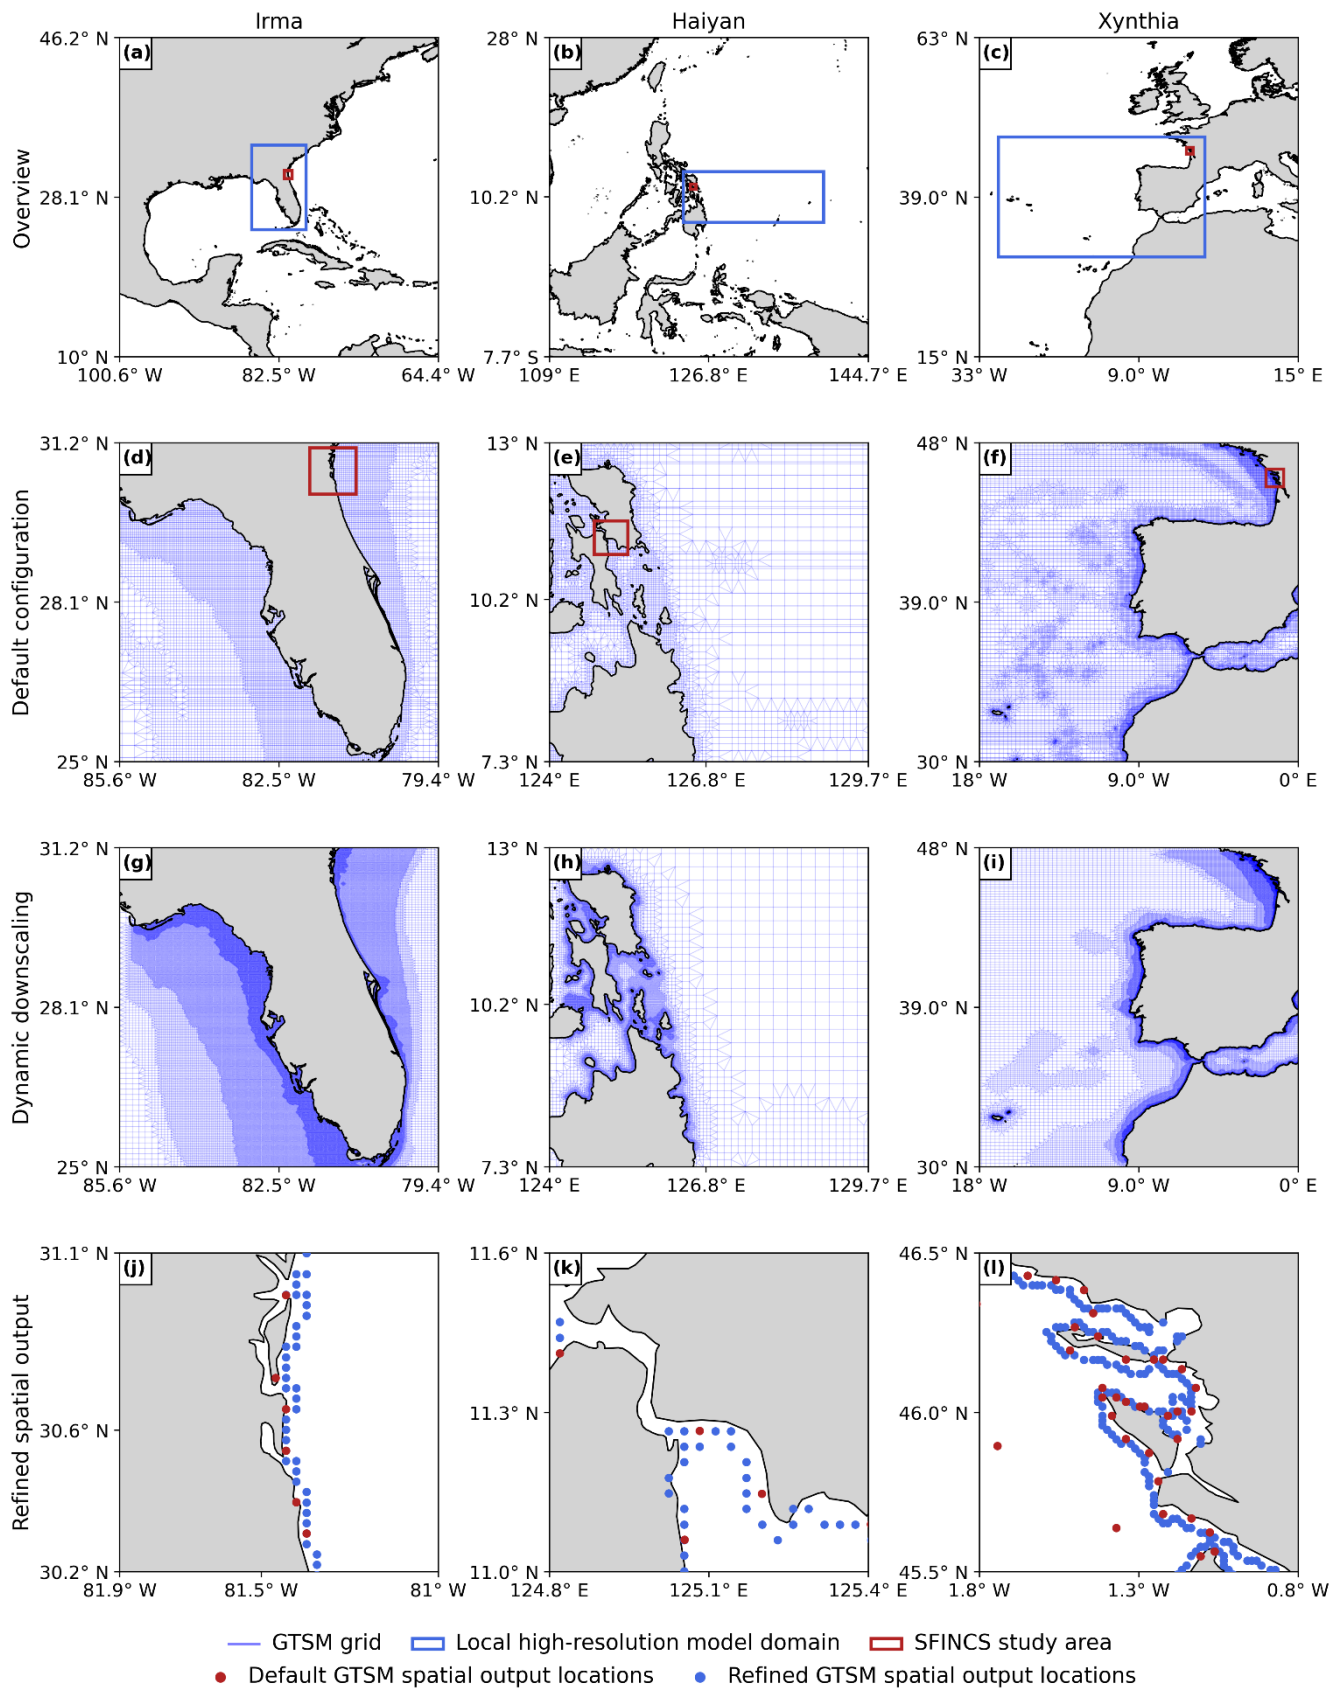 Irma
Haiyan
Xynthia
Overview
(a)
46.2° N
28.1° N
10° N
100.6° W
82.5° W
64.4° W
(b)
28° N
10.2° N
7.7° S
109° E
126.8° E
144.7° E
(c)
63° N
39.0° N
15° N
33° W
9.0° W
15° E
Default configuration
(d)
31.2° N
28.1° N
25° N
85.6° W
82.5° W
79.4° W
(e)
13° N
10.2° N
7.3° N
124° E
126.8° E
129.7° E
(f)
48° N
39.0° N
30° N
18° W
9.0° W
0° E
Dynamic downscaling
(g)
31.2° N
28.1° N
25° N
85.6° W
82.5° W
79.4° W
(h)
13° N
10.2° N
7.3° N
124° E
126.8° E
129.7° E
(i)
48° N
39.0° N
30° N
18° W
9.0° W
0° E
Refined spatial output
(j)
31.1° N
30.6° N
30.2° N
81.9° W
81.5° W
81° W
(k)
11.6° N
11.3° N
11.0° N
124.8° E
125.1° E
125.4° E
(l)
46.5° N
46.0° N
45.5° N
1.8° W
1.3° W
0.8° W
GTSM grid
Local high-resolution model domain
SFINCS study area
Default GTSM spatial output locations
Refined GTSM spatial output locations